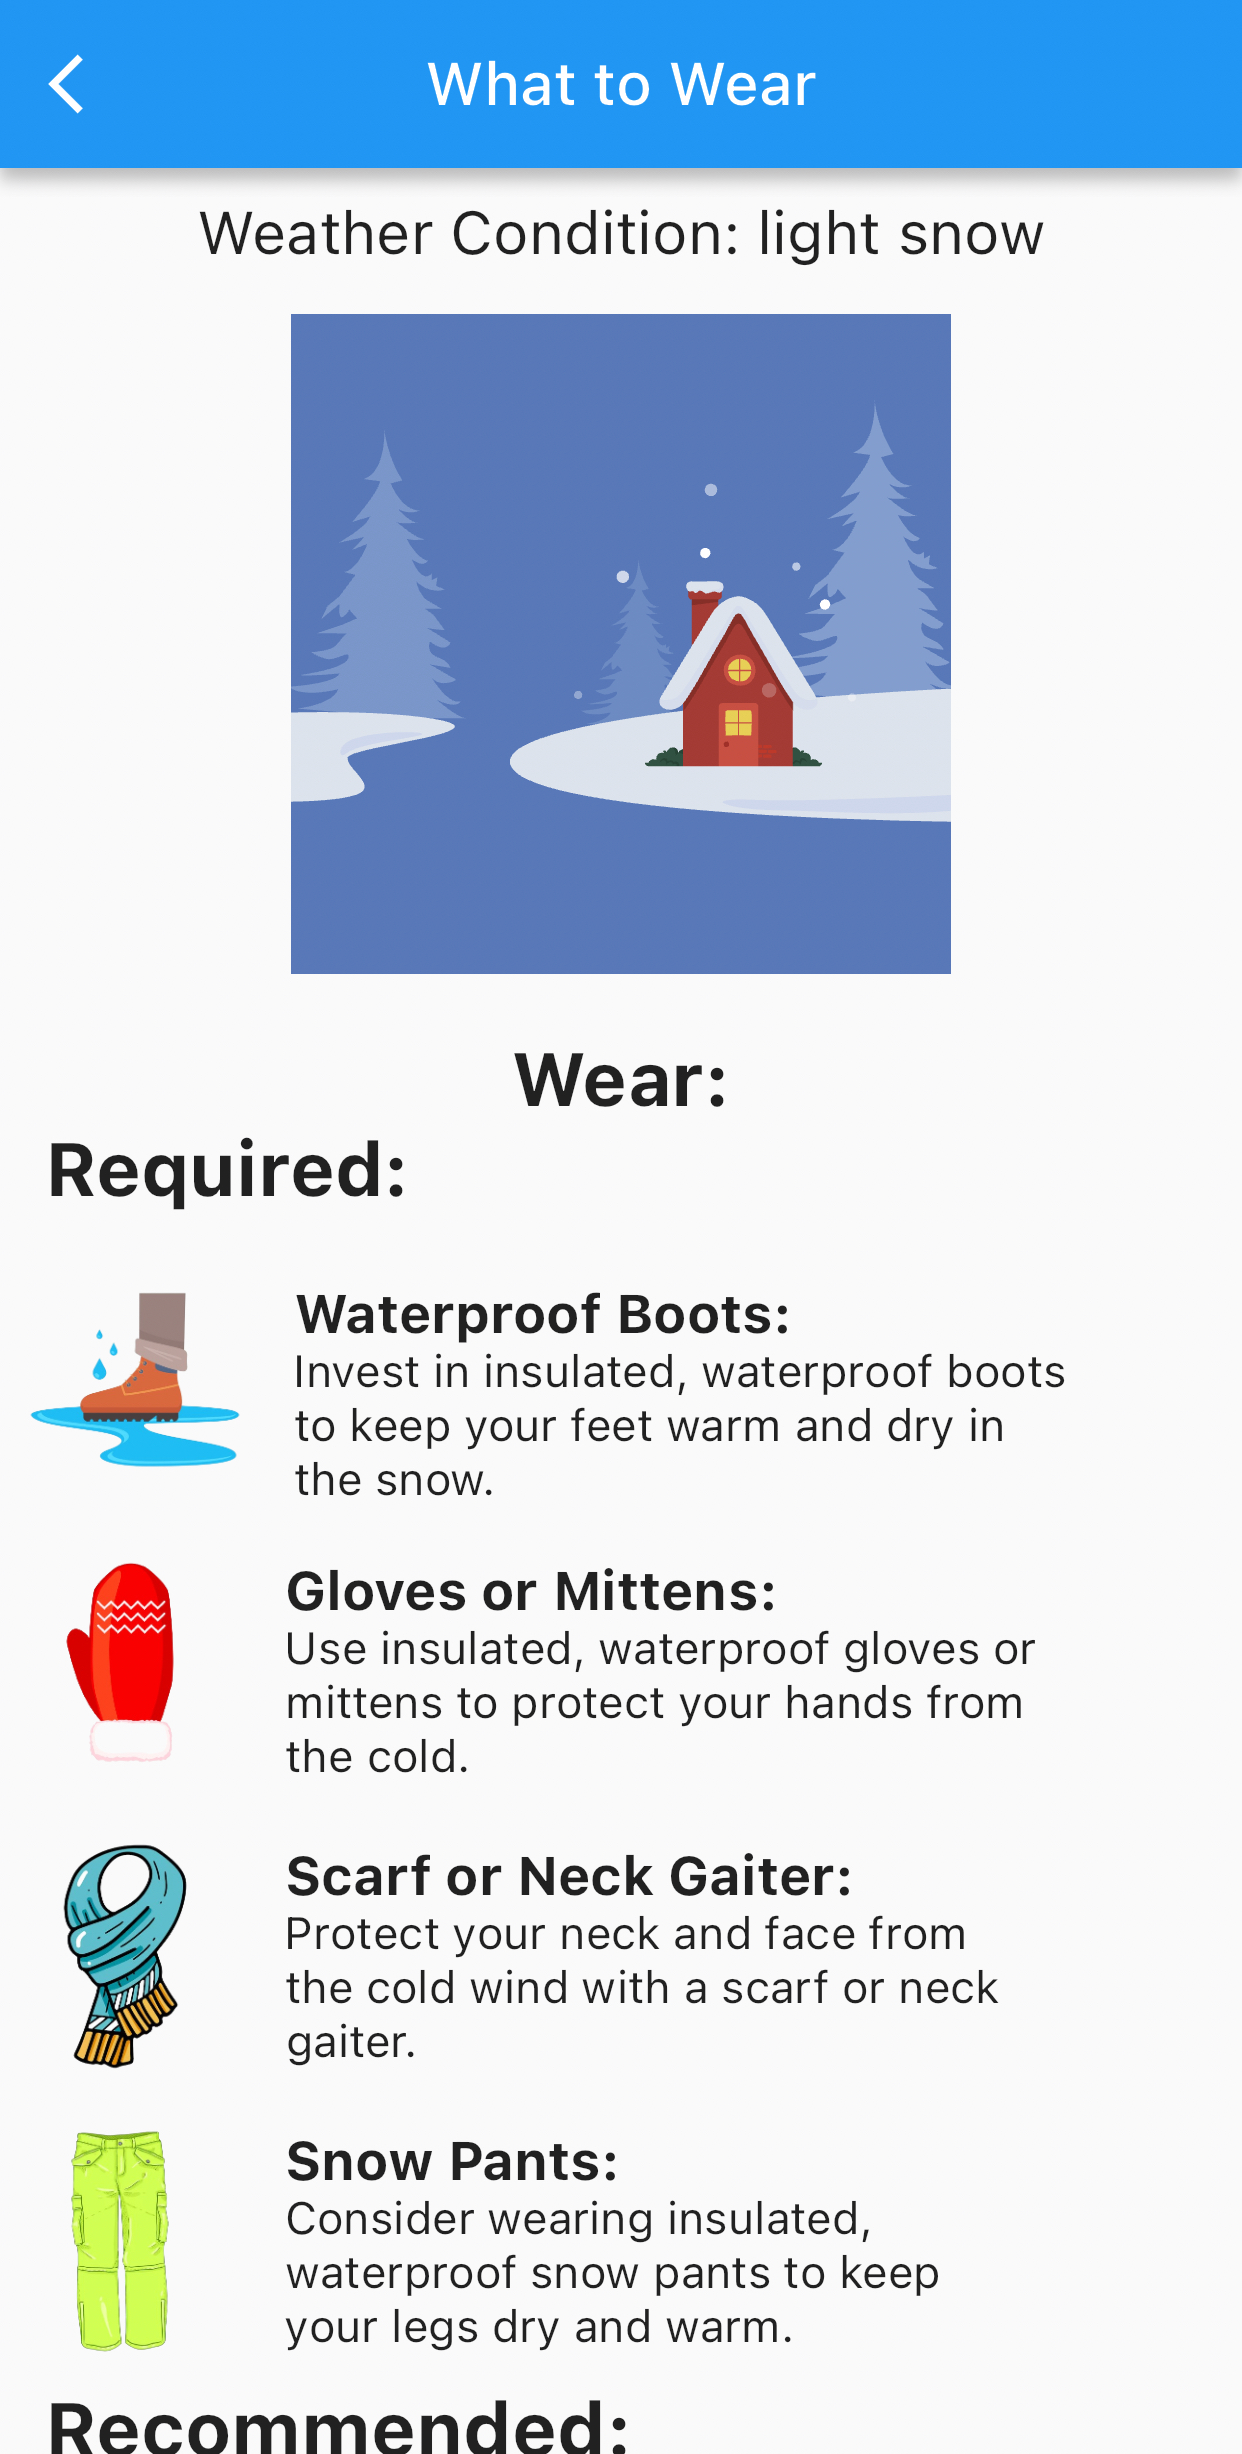 What to Wear
Weather Condition: light snow
Wear:
Required:
Waterproof Boots:
Invest in insulated, waterproof boots
to keep your feet warm and dry in
the snow.
Gloves or Mittens:
Use insulated, waterproof gloves or
mittens to protect your hands from
the cold.
Scarf or Neck Gaiter:
Protect your neck and face from
the cold wind with a scarf or neck
gaiter.
Snow Pants:
Consider wearing insulated,
waterproof snow pants to keep
your legs dry and warm.
Recommended: